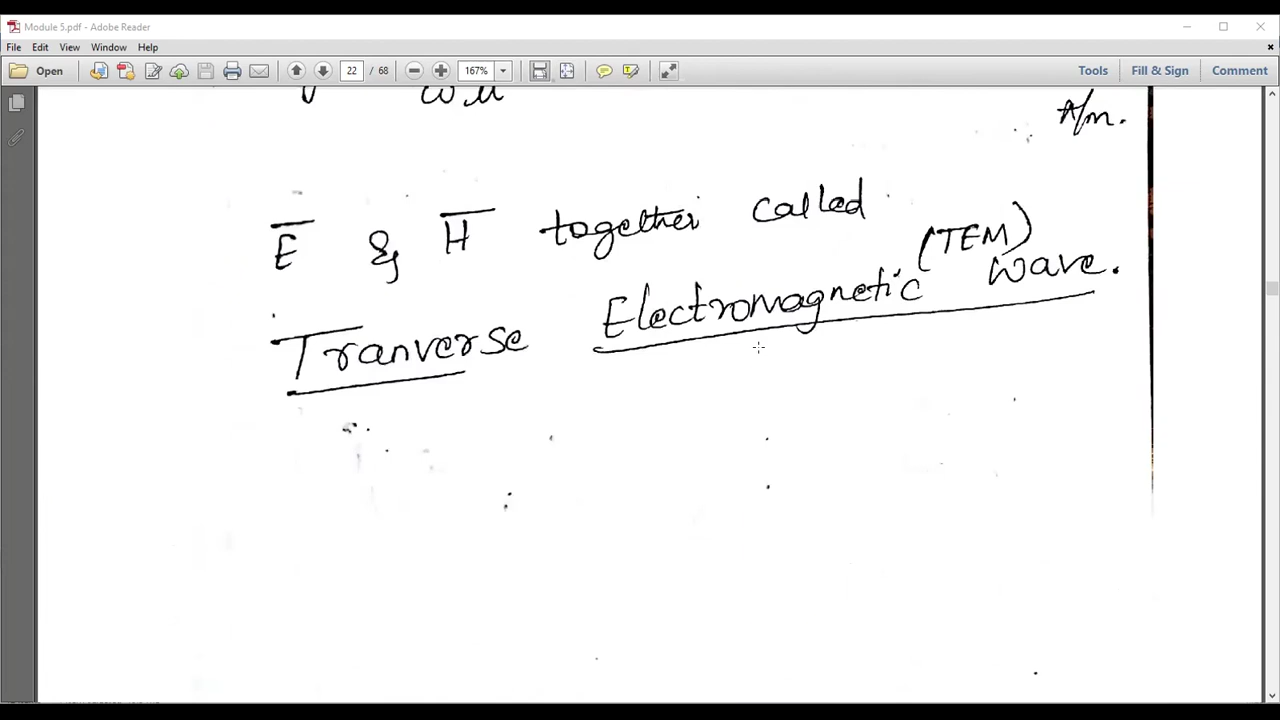 Module 5.pdf - Adobe Reader
File Edit View Window Help
Open 22 / 68 167% Tools Fill & Sign Comment
ω μ
A/m.
E & H together called
Tranverse Electromagnetic (TEM) Wave.